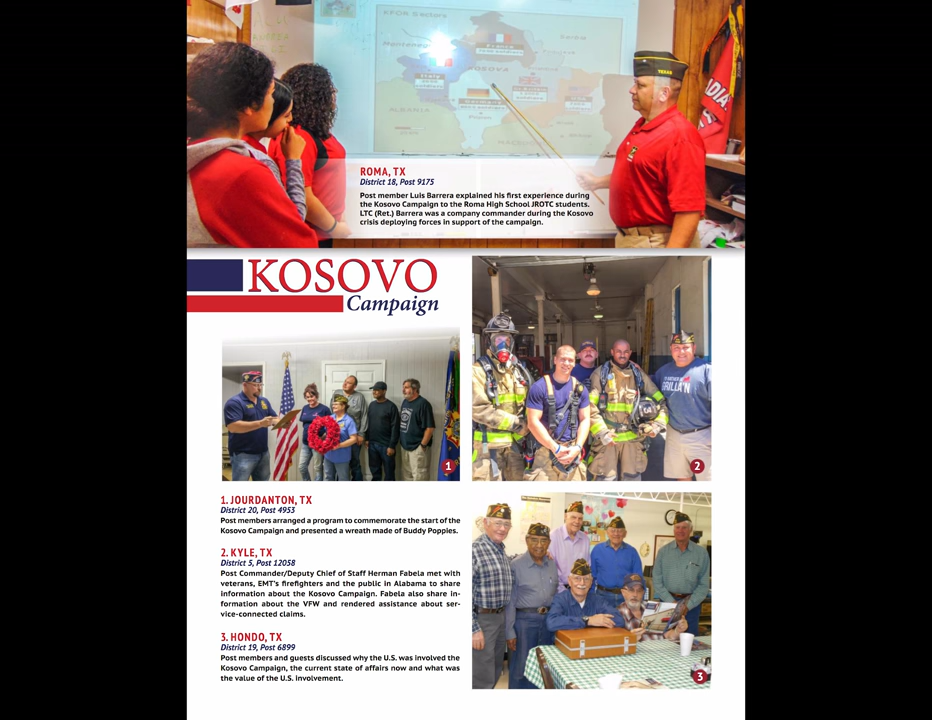 KFOR Sectors
France
KOSOVA
ALBANIA
TEXAS
ROMA, TX
District 18, Post 9175
Post member Luis Barrera explained his first experience during
the Kosovo Campaign to the Roma High School JROTC students.
LTC (Ret.) Barrera was a company commander during the Kosovo
crisis deploying forces in support of the campaign.
KOSOVO
Campaign
1
2
1. JOURDANTON, TX
District 20, Post 4953
Post members arranged a program to commemorate the start of the
Kosovo Campaign and presented a wreath made of Buddy Poppies.
2. KYLE, TX
District 5, Post 12058
Post Commander/Deputy Chief of Staff Herman Fabela met with
veterans, EMT's firefighters and the public in Alabama to share
information about the Kosovo Campaign. Fabela also share in-
formation about the VFW and rendered assistance about ser-
vice-connected claims.
3. HONDO, TX
District 19, Post 6899
Post members and guests discussed why the U.S. was involved the
Kosovo Campaign, the current state of affairs now and what was
the value of the U.S. involvement.
3